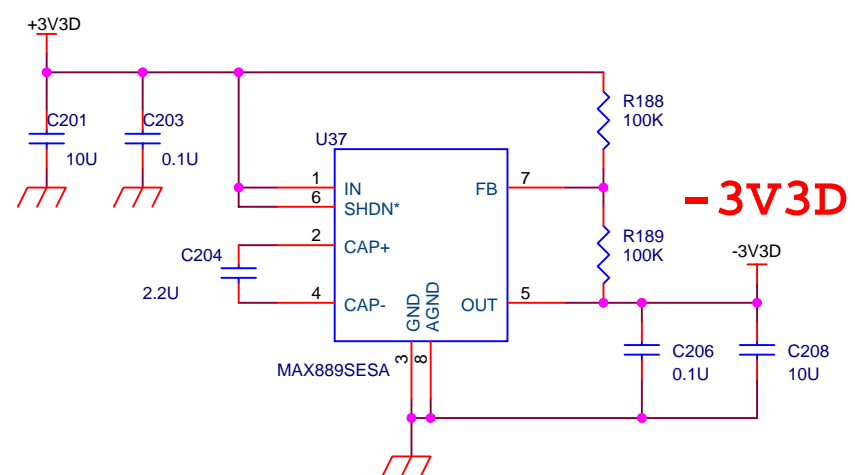 +3V3D
C201
10U
C203
0.1U
R188
100K
U37
1 IN
6 SHDN*
2 CAP+
4 CAP-
FB 7
OUT 5
GND 3
AGND 8
MAX889SESA
C204
2.2U
-3V3D
R189
100K
-3V3D
C206
0.1U
C208
10U